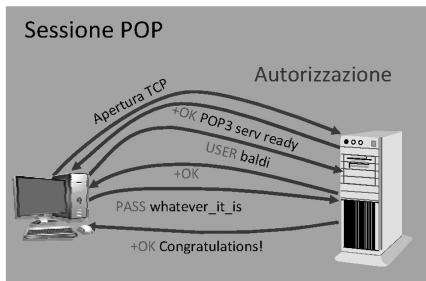 Sessione POP
Autorizzazione
Apertura TCP
+OK POP3 serv ready
USER baldi
+OK
PASS whatever_it_is
+OK Congratulations!